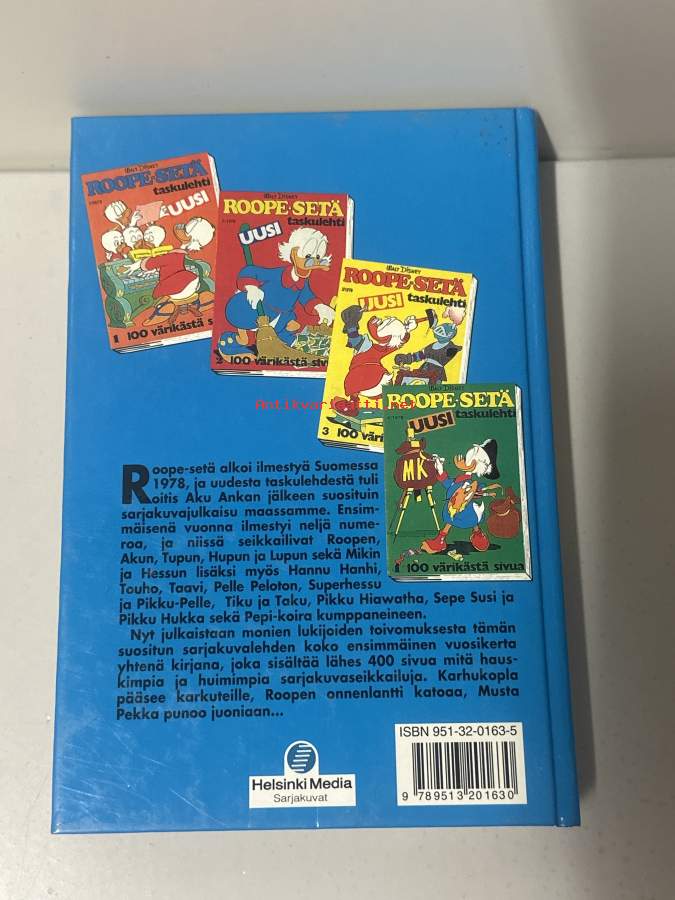 Walt Disney
ROOPE-SETÄ
taskulehti
UUSI
1 100 värikästä s
Walt Disney
ROOPE-SETÄ
taskulehti
UUSI
2 100 värikästä sivu
Walt Disney
ROOPE-SETÄ
taskulehti
UUSI
3 100 väri
Walt Disney
ROOPE-SETÄ
taskulehti
UUSI
MK
100 värikästä sivua
Antikvariaatti.net
Roope-setä alkoi ilmestyä Suomessa
1978, ja uudesta taskulehdestä tuli
oitis Aku Ankan jälkeen suosituin
sarjakuvajulkaisu maassamme. Ensim-
mäisenä vuonna ilmestyi neljä nume-
roa, ja niissä seikkailivat Roopen,
Akun, Tupun, Hupun ja Lupun sekä Mikin
ja Hessun lisäksi myös Hannu Hanhi,
Touho, Taavi, Pelle Peloton, Superhessu
ja Pikku-Pelle, Tiku ja Taku, Pikku Hiawatha, Sepe Susi ja
Pikku Hukka sekä Pepi-koira kumppaneineen.
Nyt julkaistaan monien lukijoiden toivomuksesta tämän
suositun sarjakuvalehden koko ensimmäinen vuosikerta
yhtenä kirjana, joka sisältää lähes 400 sivua mitä haus-
kimpia ja huimimpia sarjakuvaseikkailuja. Karhukopla
pääsee karkuteille, Roopen onnenlantti katoaa, Musta
Pekka punoo juoniaan...
Helsinki Media
Sarjakuvat
ISBN 951-32-0163-5
9 789513 201630